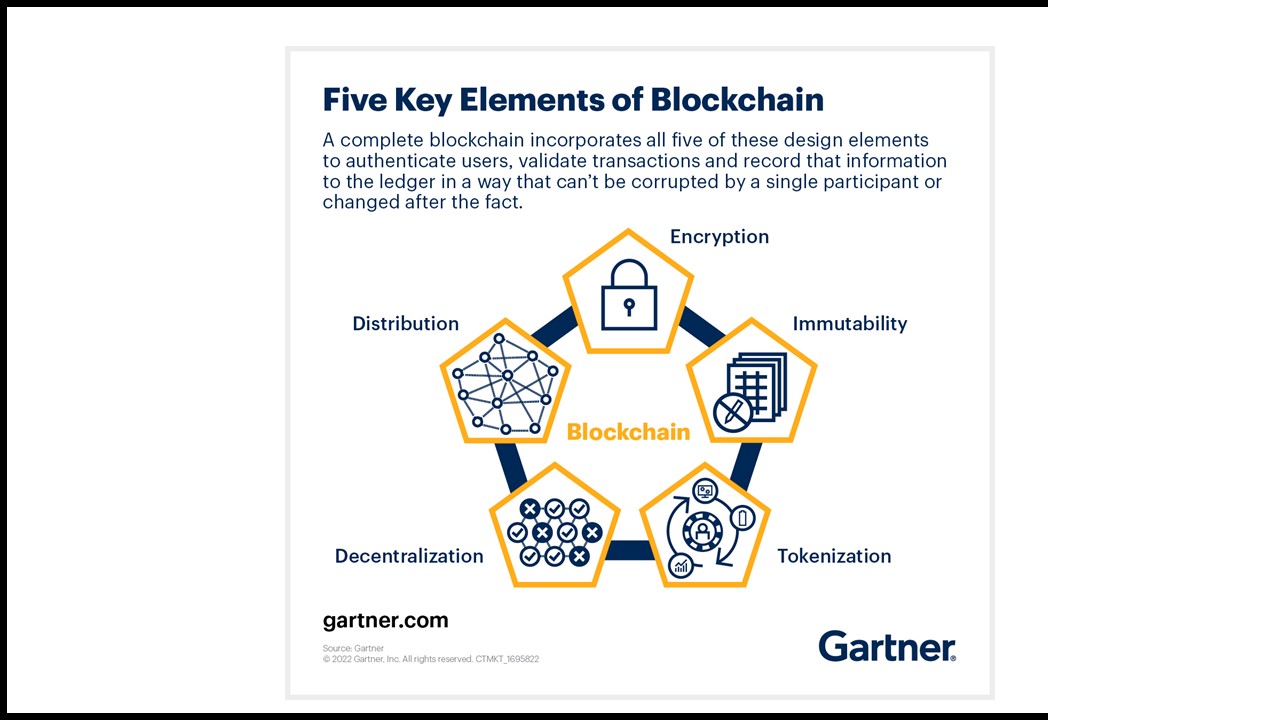 Five Key Elements of Blockchain
A complete blockchain incorporates all five of these design elements
to authenticate users, validate transactions and record that information
to the ledger in a way that can’t be corrupted by a single participant or
changed after the fact.
Encryption
Distribution
Immutability
Blockchain
Decentralization
Tokenization
gartner.com
Source: Gartner
© 2022 Gartner, Inc. All rights reserved. CTMKT_1695822
Gartner®